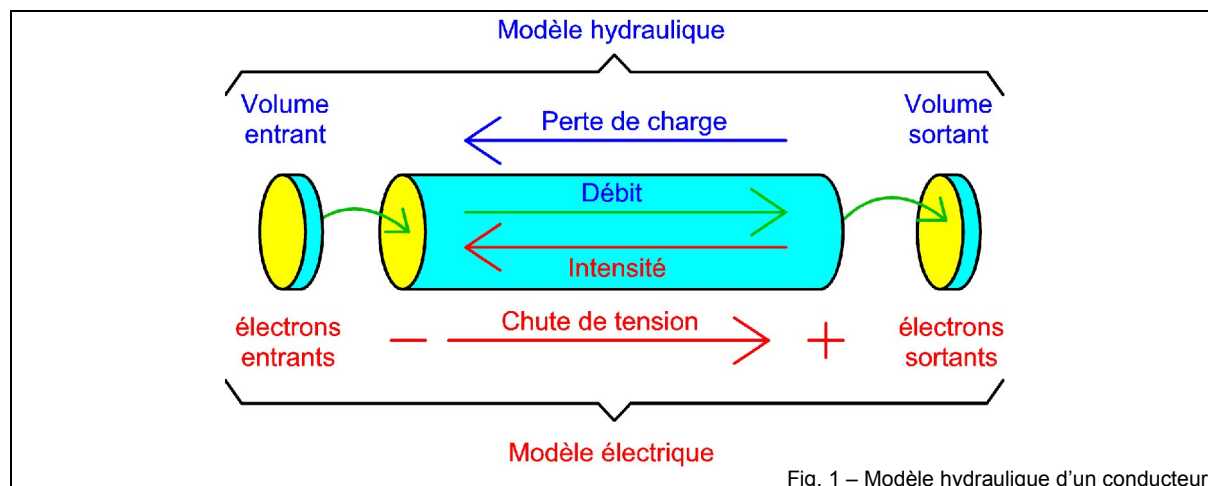 Modèle hydraulique
Volume
entrant
Perte de charge
Volume
sortant
Débit
Intensité
électrons
entrants
− Chute de tension +
électrons
sortants
Modèle électrique
Fig. 1 – Modèle hydraulique d'un conducteur